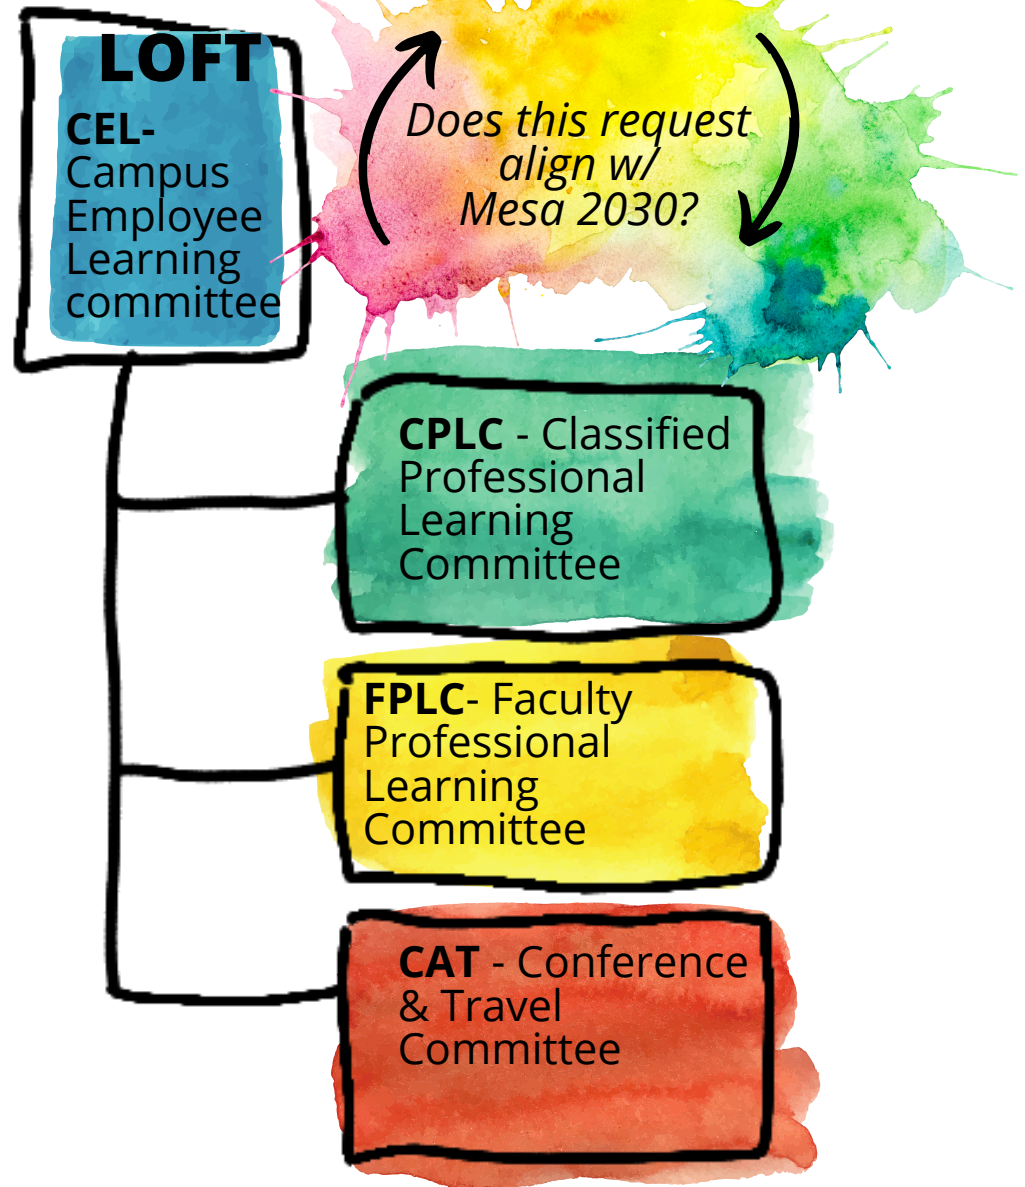 LOFT
CEL-
Campus
Employee
Learning
committee
Does this request
align w/
Mesa 2030?
CPLC - Classified
Professional
Learning
Committee
FPLC- Faculty
Professional
Learning
Committee
CAT - Conference
& Travel
Committee